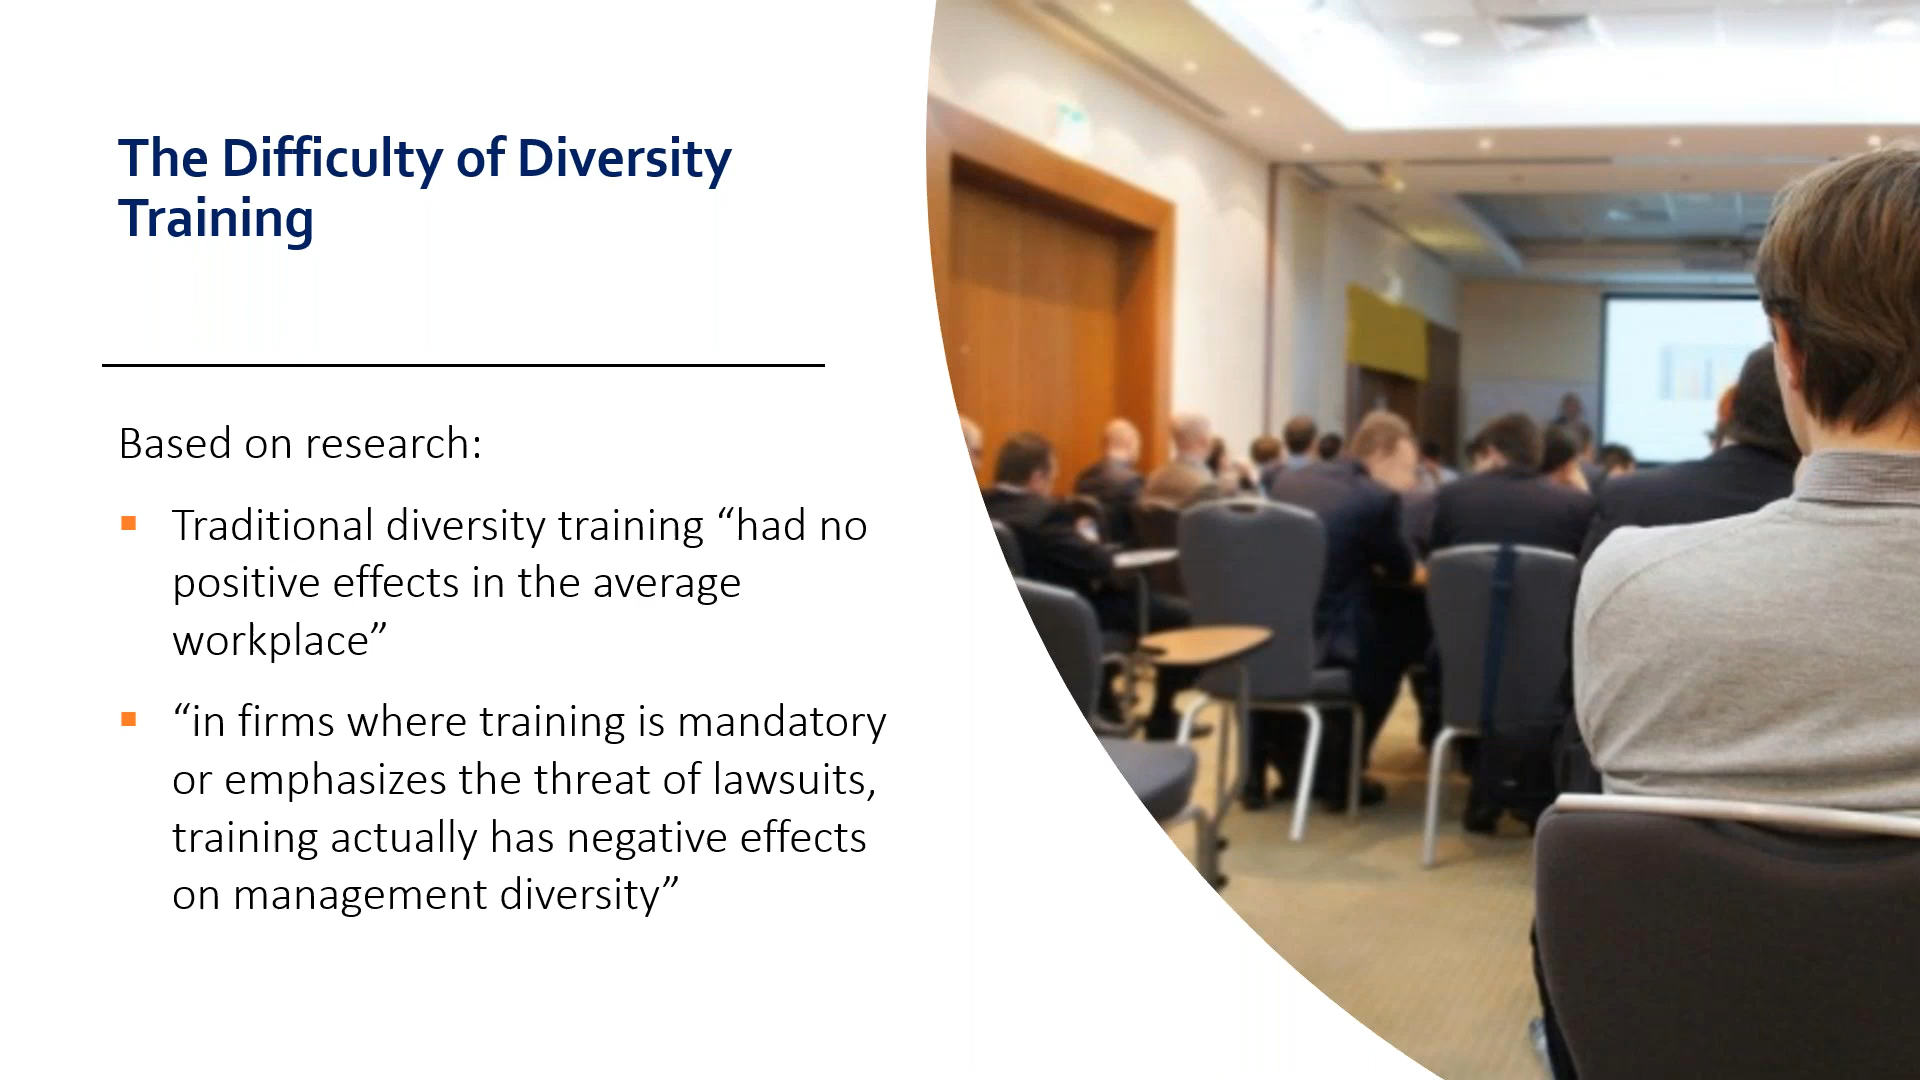 The Difficulty of Diversity
Training
Based on research:
▪ Traditional diversity training “had no
positive effects in the average
workplace”
▪ “in firms where training is mandatory
or emphasizes the threat of lawsuits,
training actually has negative effects
on management diversity”